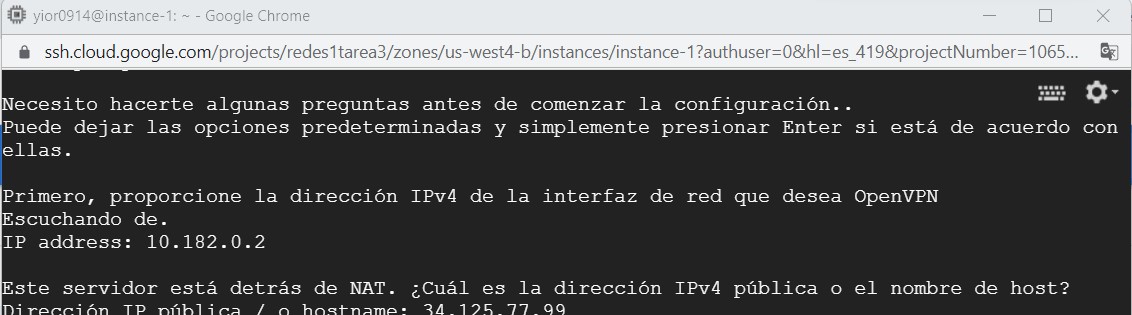 yior0914@instance-1: ~ - Google Chrome
ssh.cloud.google.com/projects/redes1tarea3/zones/us-west4-b/instances/instance-1?authuser=0&hl=es_419&projectNumber=1065...
Necesito hacerte algunas preguntas antes de comenzar la configuración..
Puede dejar las opciones predeterminadas y simplemente presionar Enter si está de acuerdo con
ellas.
Primero, proporcione la dirección IPv4 de la interfaz de red que desea OpenVPN
Escuchando de.
IP address: 10.182.0.2
Este servidor está detrás de NAT. ¿Cuál es la dirección IPv4 pública o el nombre de host?
Dirección IP pública / o hostname: 34.125.77.99